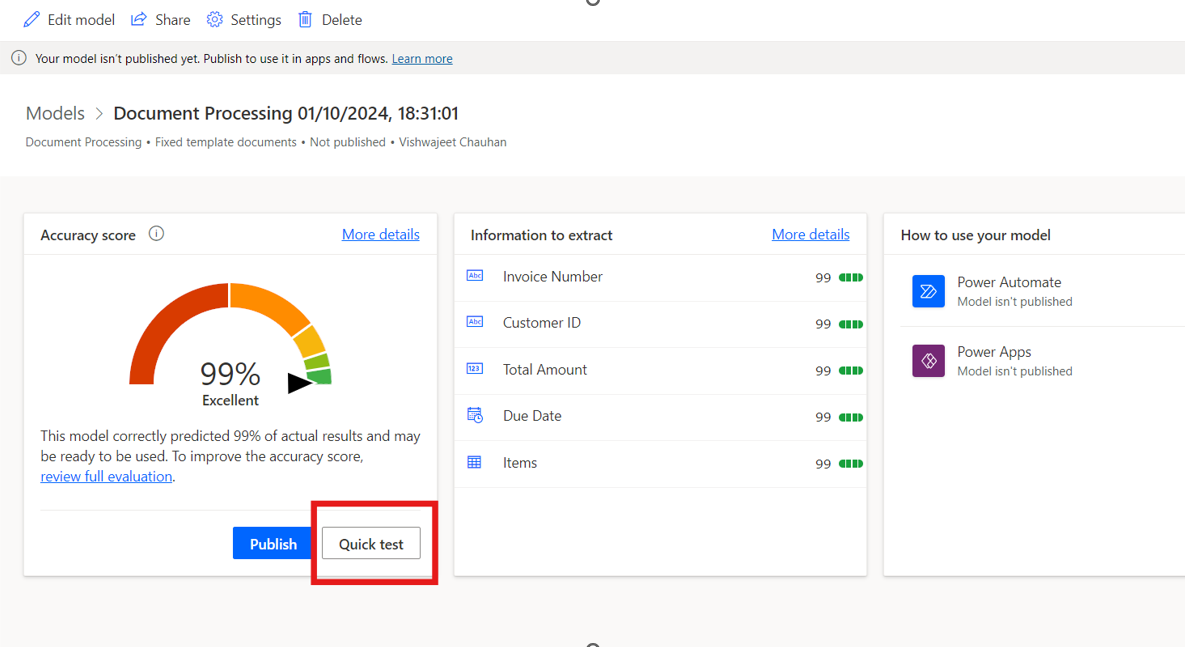 Edit model Share Settings Delete
Your model isn't published yet. Publish to use it in apps and flows. Learn more
Models > Document Processing 01/10/2024, 18:31:01
Document Processing • Fixed template documents • Not published • Vishwajeet Chauhan
Accuracy score More details
99%
Excellent
This model correctly predicted 99% of actual results and may
be ready to be used. To improve the accuracy score,
review full evaluation.
Publish Quick test
Information to extract More details
Abc Invoice Number 99
Abc Customer ID 99
123 Total Amount 99
Due Date 99
Items 99
How to use your model
Power Automate
Model isn't published
Power Apps
Model isn't published